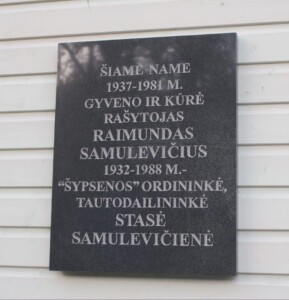 ŠIAME NAME
1937-1981 M.
GYVENO IR KŪRĖ
RAŠYTOJAS
RAIMUNDAS
SAMULEVIČIUS
1932-1988 M.-
“ŠYPSENOS” ORDININKĖ,
TAUTODAILININKĖ
STASĖ
SAMULEVIČIENĖ